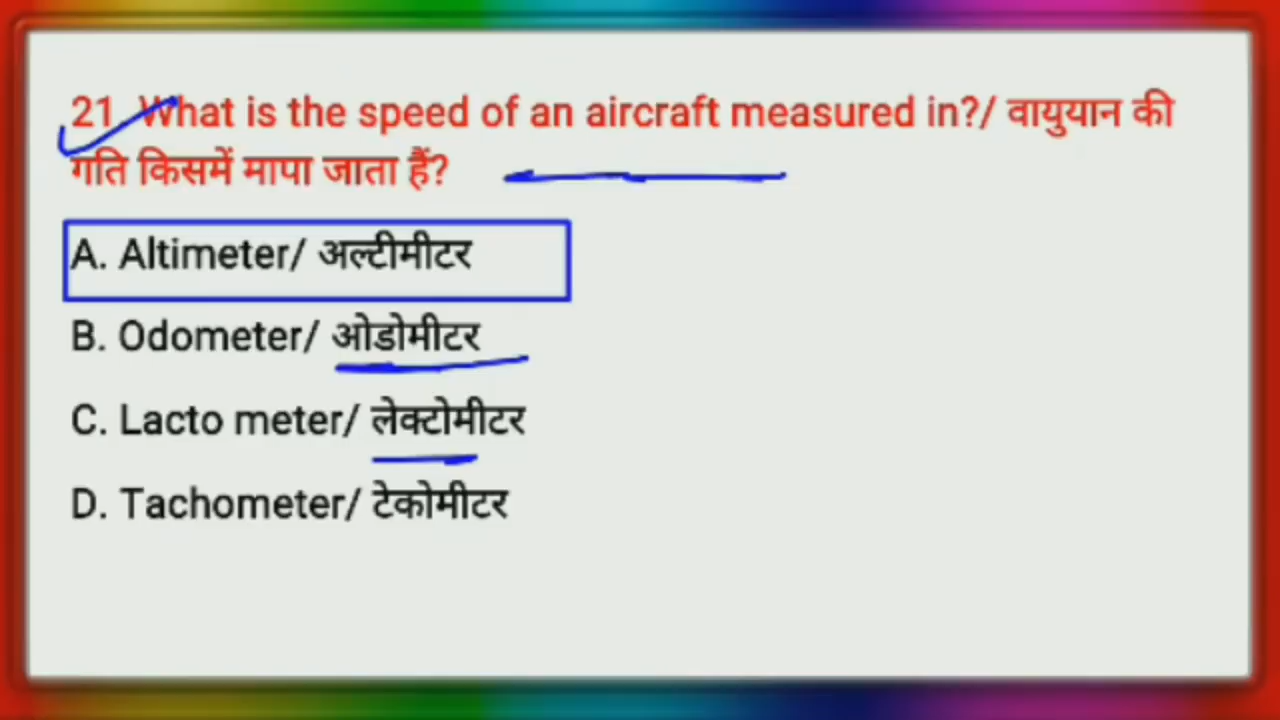 21. What is the speed of an aircraft measured in?/ वायुयान की
गति किसमें मापा जाता हैं?
A. Altimeter/ अल्टीमीटर
B. Odometer/ ओडोमीटर
C. Lacto meter/ लेक्टोमीटर
D. Tachometer/ टेकोमीटर